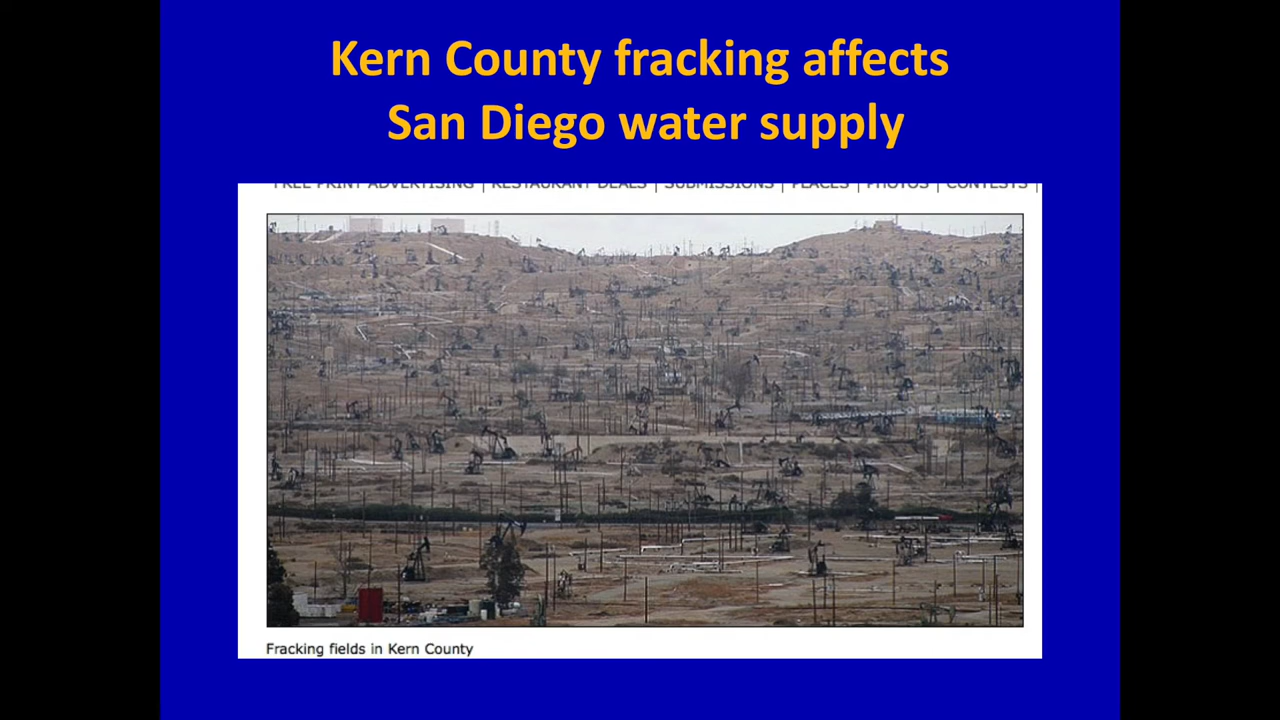 Kern County fracking affects
San Diego water supply
FREE PRINT ADVERTISING | RESTAURANT DEALS | SUBMISSIONS | PLACES | PHOTOS | CONTESTS |
Fracking fields in Kern County